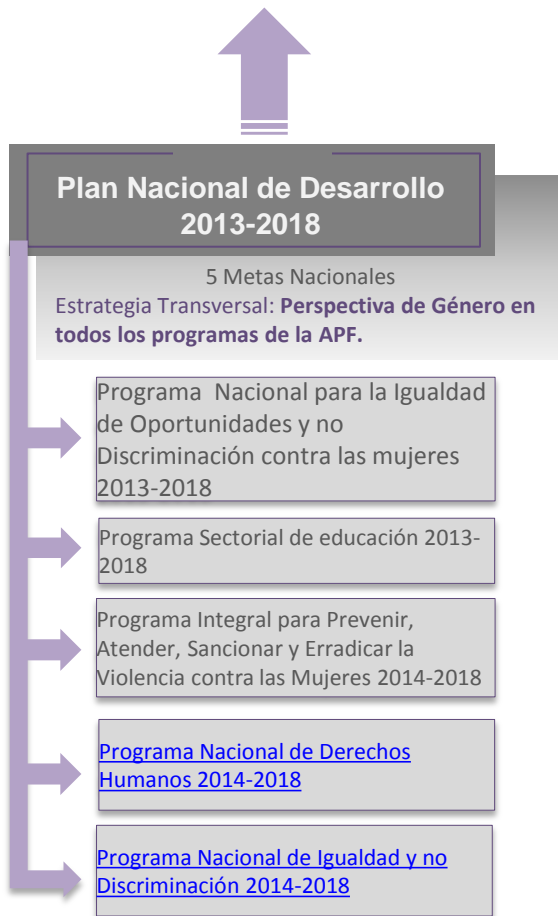 Plan Nacional de Desarrollo
2013-2018
5 Metas Nacionales
Estrategia Transversal: Perspectiva de Género en
todos los programas de la APF.
Programa Nacional para la Igualdad
de Oportunidades y no
Discriminación contra las mujeres
2013-2018
Programa Sectorial de educación 2013-
2018
Programa Integral para Prevenir,
Atender, Sancionar y Erradicar la
Violencia contra las Mujeres 2014-2018
Programa Nacional de Derechos
Humanos 2014-2018
Programa Nacional de Igualdad y no
Discriminación 2014-2018